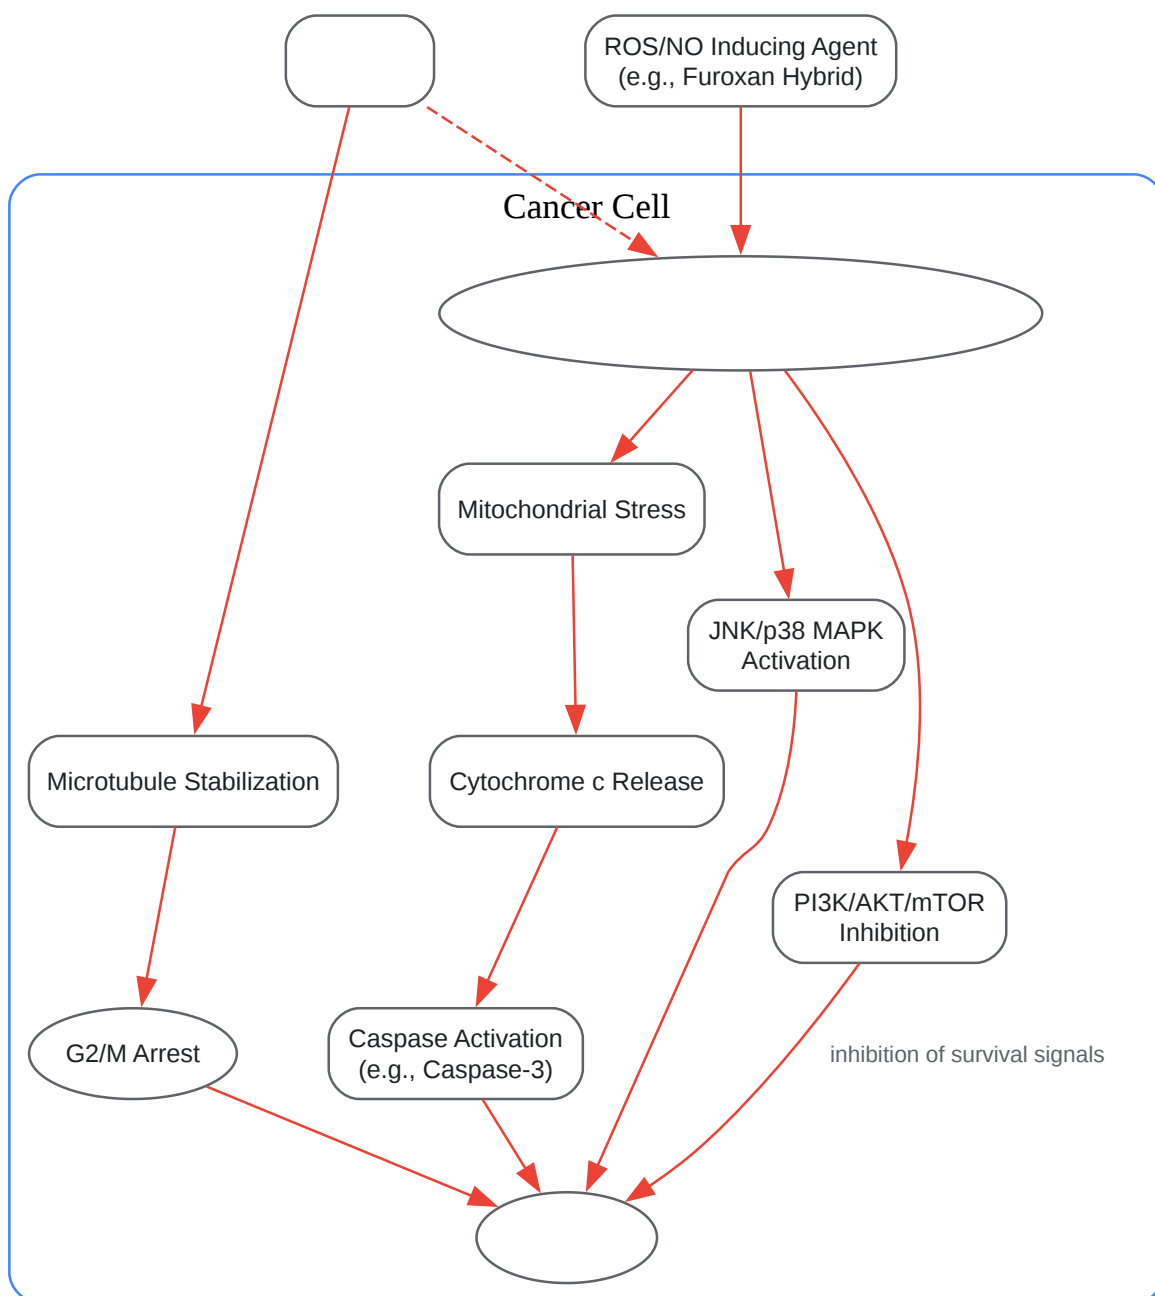 ROS/NO Inducing Agent
(e.g., Furoxan Hybrid)
Cancer Cell
Mitochondrial Stress
JNK/p38 MAPK
Activation
Microtubule Stabilization
Cytochrome c Release
PI3K/AKT/mTOR
Inhibition
G2/M Arrest
Caspase Activation
(e.g., Caspase-3)
inhibition of survival signals